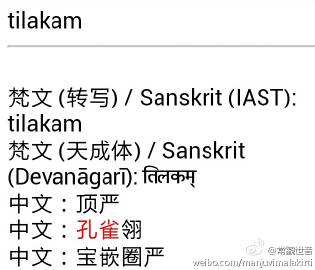 tilakam
梵文 (转写) / Sanskrit (IAST):
tilakam
梵文 (天成体) / Sanskrit
(Devanāgarī): तिलकम्
中文：顶严
中文：孔雀翎
中文：宝嵌圈严
@常觀世音
weibo.com/manjuvimalakirti